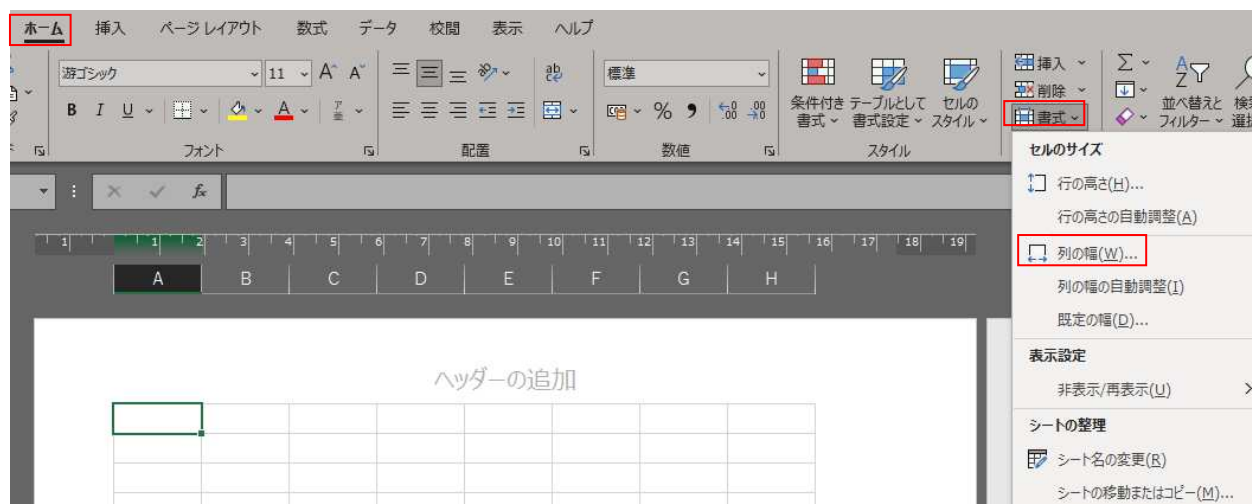 ホーム 挿入 ページ レイアウト 数式 データ 校閲 表示 ヘルプ
游ゴシック 11 A^ Aˇ ab 標準 挿入
B I U A % 条件付き テーブルとして セルの 削除 並べ替えと
書式 書式設定 スタイル 書式 フィルター
フォント 配置 数値 スタイル
fx
1 1 2 3 4 5 6 7 8 9 10 11 12 13 14 15 16 17 18 19
A B C D E F G H
ヘッダーの追加
セルのサイズ
行の高さ(H)...
行の高さの自動調整(A)
列の幅(W)...
列の幅の自動調整(I)
既定の幅(D)...
表示設定
非表示/再表示(U)
シートの整理
シート名の変更(R)
シートの移動またはコピー(M)...